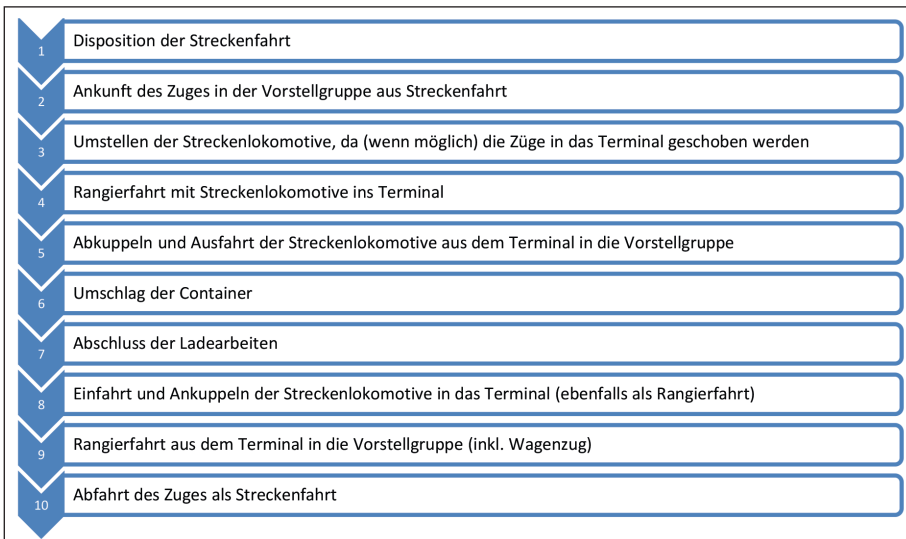 1
Disposition der Streckenfahrt
2
Ankunft des Zuges in der Vorstellgruppe aus Streckenfahrt
3
Umstellen der Streckenlokomotive, da (wenn möglich) die Züge in das Terminal geschoben werden
4
Rangierfahrt mit Streckenlokomotive ins Terminal
5
Abkuppeln und Ausfahrt der Streckenlokomotive aus dem Terminal in die Vorstellgruppe
6
Umschlag der Container
7
Abschluss der Ladearbeiten
8
Einfahrt und Ankuppeln der Streckenlokomotive in das Terminal (ebenfalls als Rangierfahrt)
9
Rangierfahrt aus dem Terminal in die Vorstellgruppe (inkl. Wagenzug)
10
Abfahrt des Zuges als Streckenfahrt